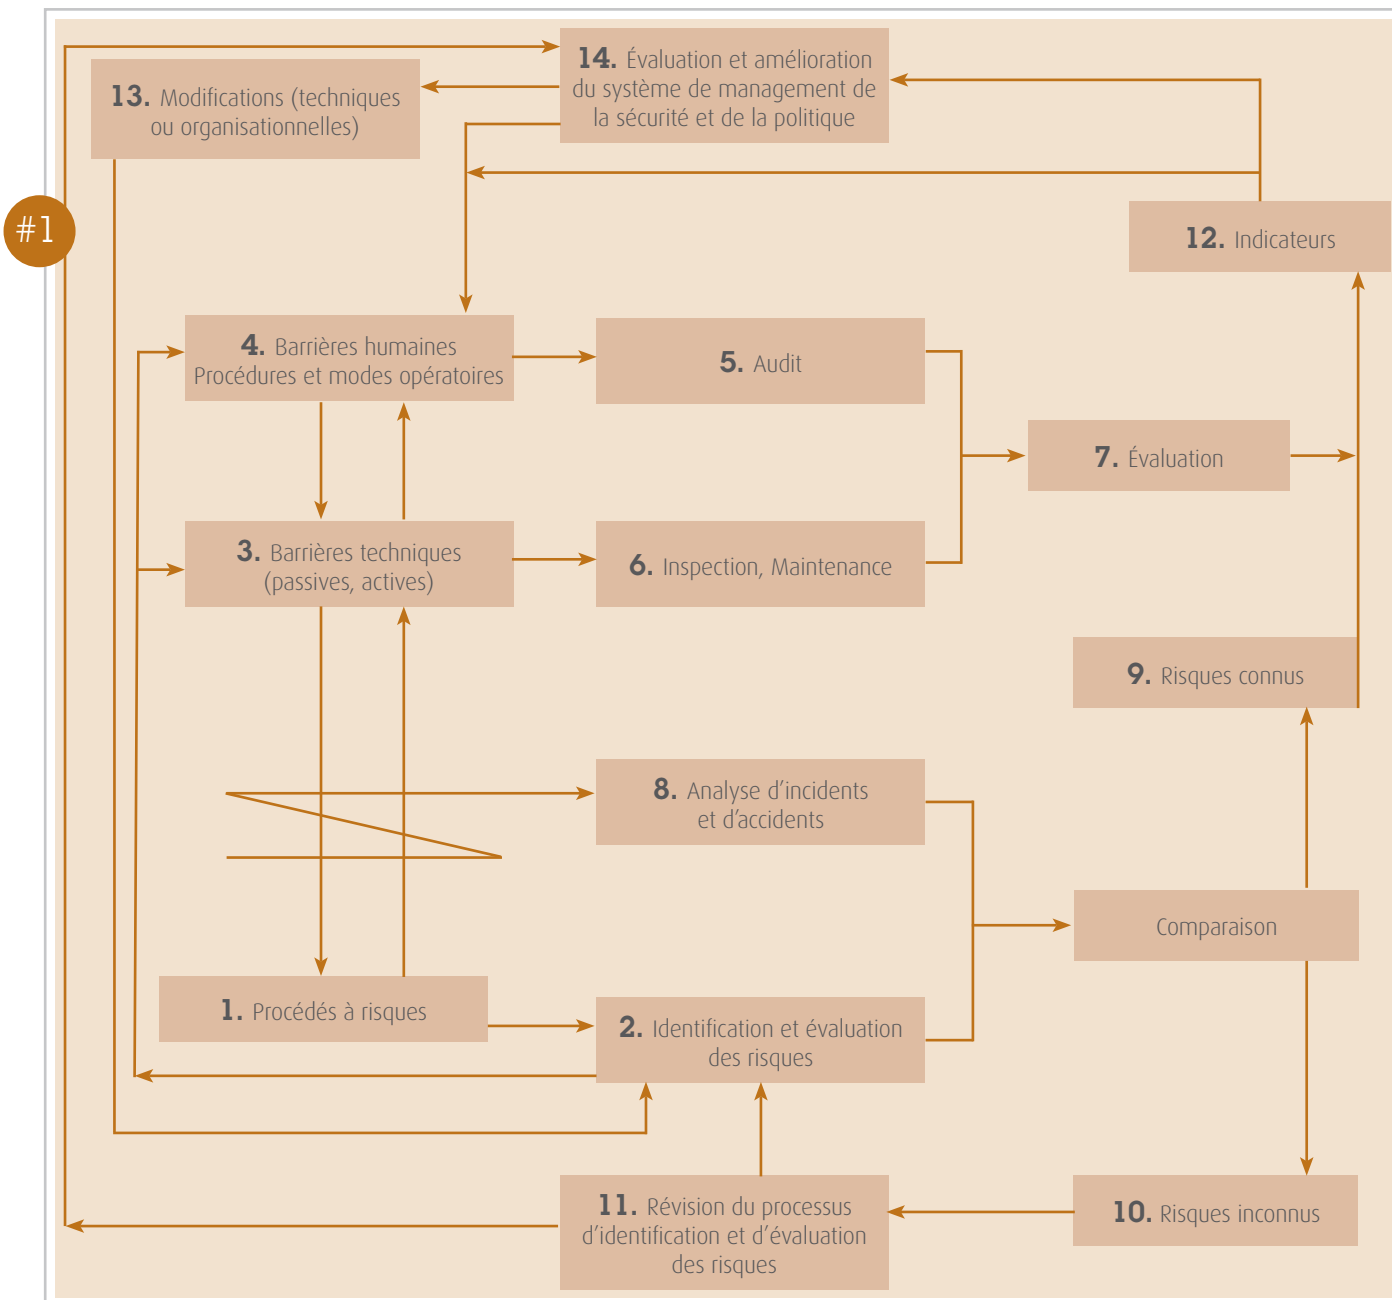 14. Évaluation et amélioration
du système de management de
la sécurité et de la politique
13. Modifications (techniques
ou organisationnelles)
#1
12. Indicateurs
4. Barrières humaines
Procédures et modes opératoires
5. Audit
7. Évaluation
3. Barrières techniques
(passives, actives)
6. Inspection, Maintenance
9. Risques connus
8. Analyse d’incidents
et d’accidents
Comparaison
1. Procédés à risques
2. Identification et évaluation
des risques
11. Révision du processus
d’identification et d’évaluation
des risques
10. Risques inconnus